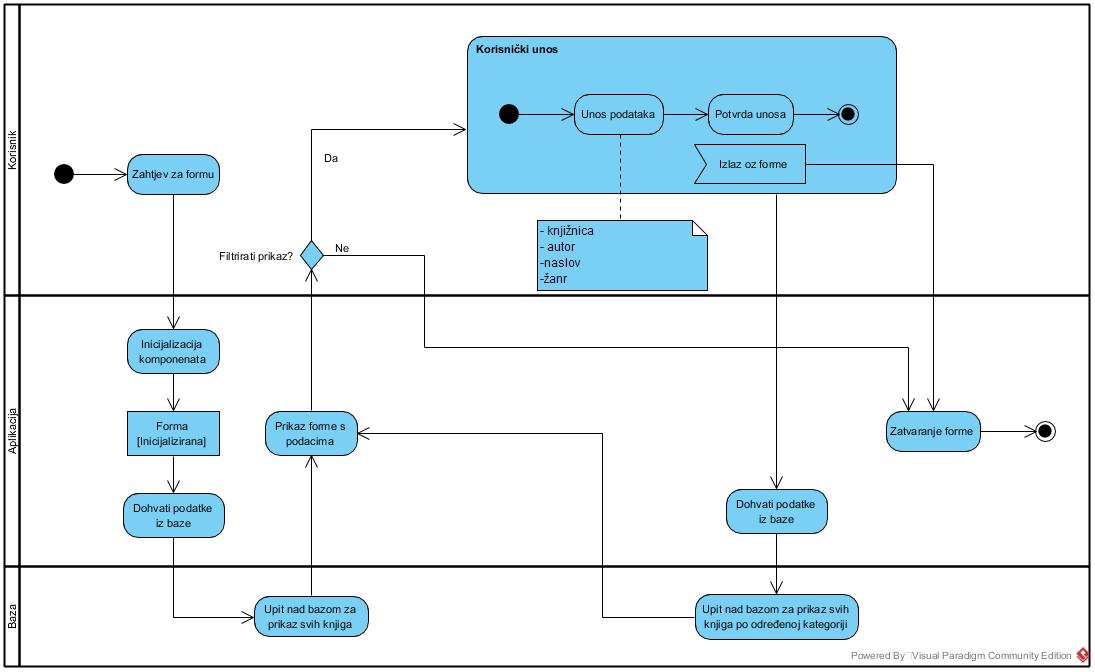 Korisnik
Korisnički unos
Unos podataka
Potvrda unosa
Izlaz oz forme
Zahtjev za formu
Da
Filtrirati prikaz?
Ne
- knjižnica
- autor
-naslov
-žanr
Aplikacija
Inicijalizacija
komponenata
Forma
[Inicijalizirana]
Prikaz forme s
podacima
Zatvaranje forme
Dohvati podatke
iz baze
Dohvati podatke
iz baze
Baza
Upit nad bazom za
prikaz svih knjiga
Upit nad bazom za prikaz svih
knjiga po određenoj kategoriji
Powered By Visual Paradigm Community Edition